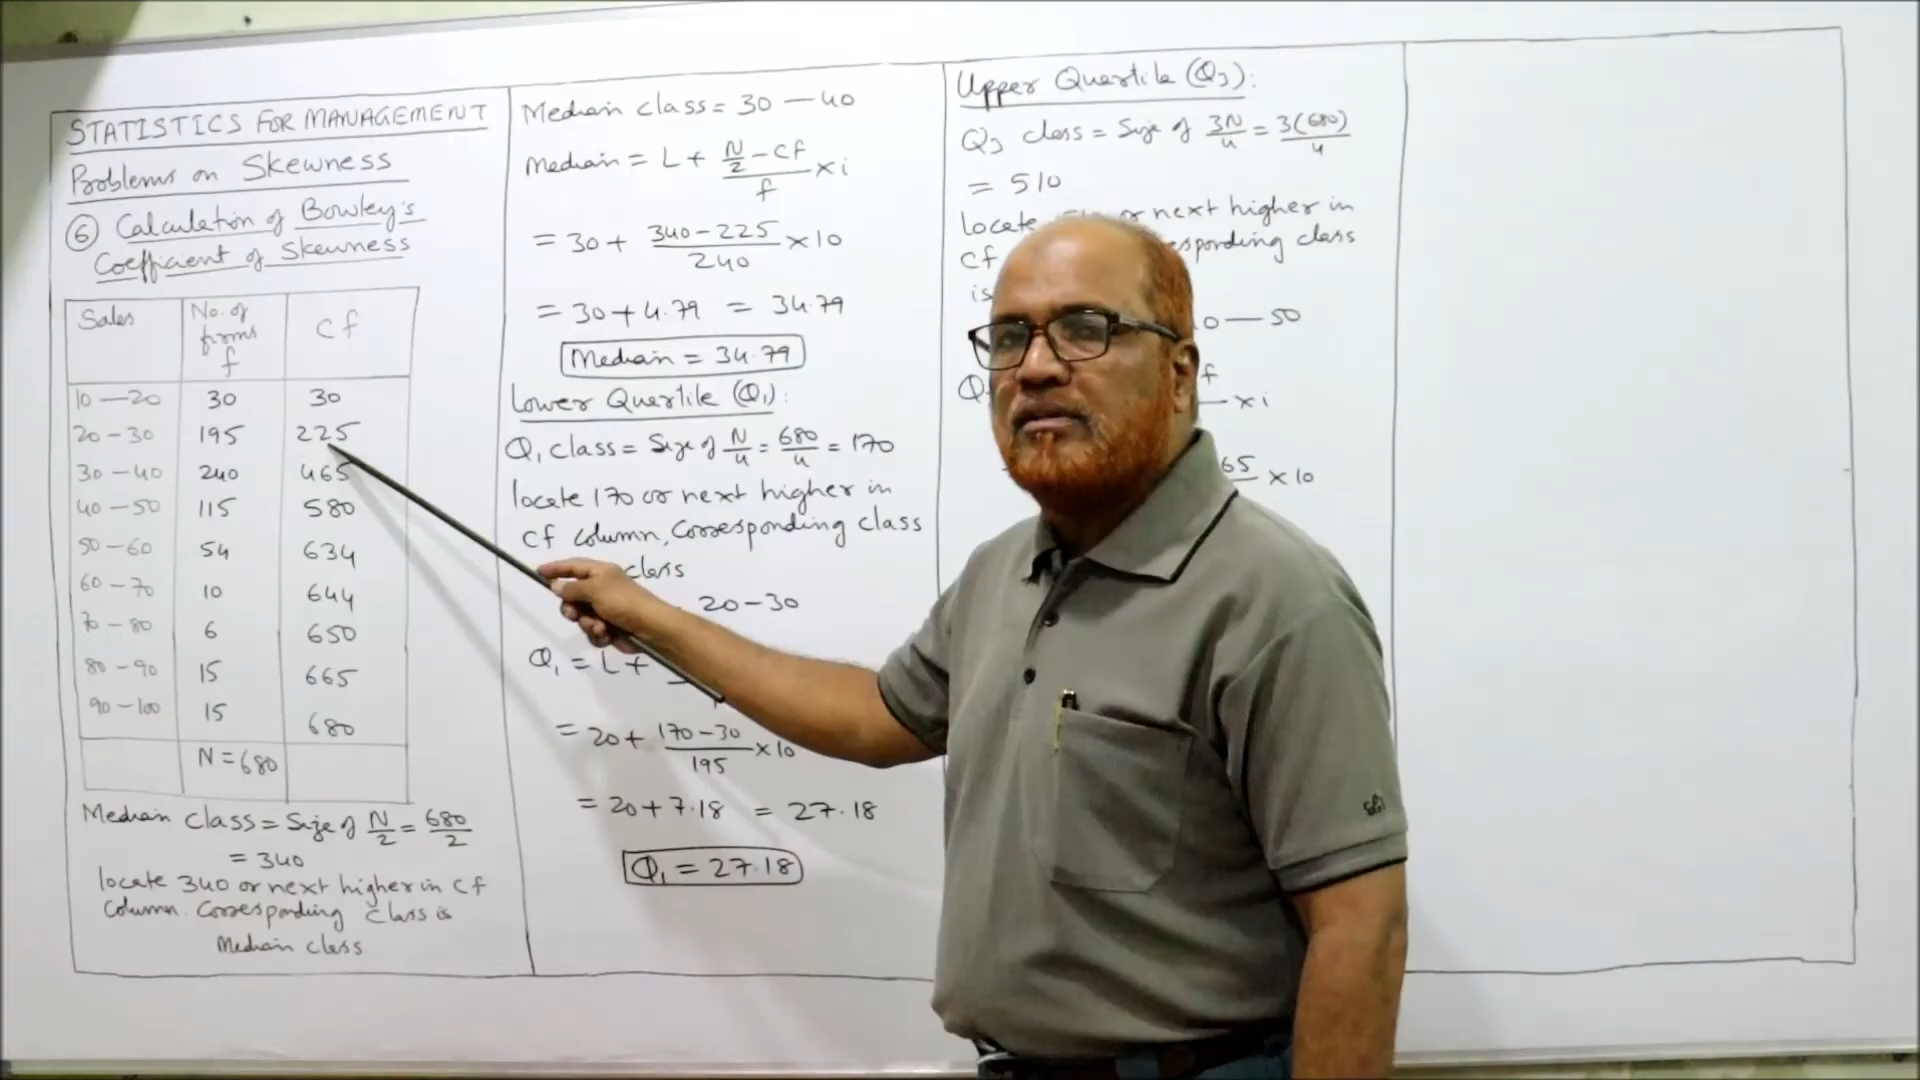 STATISTICS FOR MANAGEMENT
Problems on Skewness
⑥ Calculation of Bowley's
Coefficient of Skewness
Sales No. of firms f Cf
10 — 20 30 30
20 - 30 195 225
30 - 40 240 465
40 - 50 115 580
50 - 60 54 634
60 - 70 10 644
70 - 80 6 650
80 - 90 15 665
90 - 100 15 680
N = 680
Median class = Size of N/2 = 680/2
= 340
locate 340 or next higher in Cf
Column. Corresponding Class is
Median class
Median class = 30 — 40
Median = L + (N/2 - Cf)/f × i
= 30 + (340 - 225)/240 × 10
= 30 + 4.79 = 34.79
Median = 34.79
Lower Quartile (Q₁):
Q₁ class = Size of N/4 = 680/4 = 170
locate 170 or next higher in
Cf column, Corresponding class
class
20 - 30
Q₁ = L +
= 20 + (170 - 30)/195 × 10
= 20 + 7.18 = 27.18
Q₁ = 27.18
Upper Quartile (Q₃):
Q₃ class = Size of 3N/4 = 3(680)/4
= 510
locate or next higher in
Cf
is
0 — 50
Q
f
× i
65 × 10